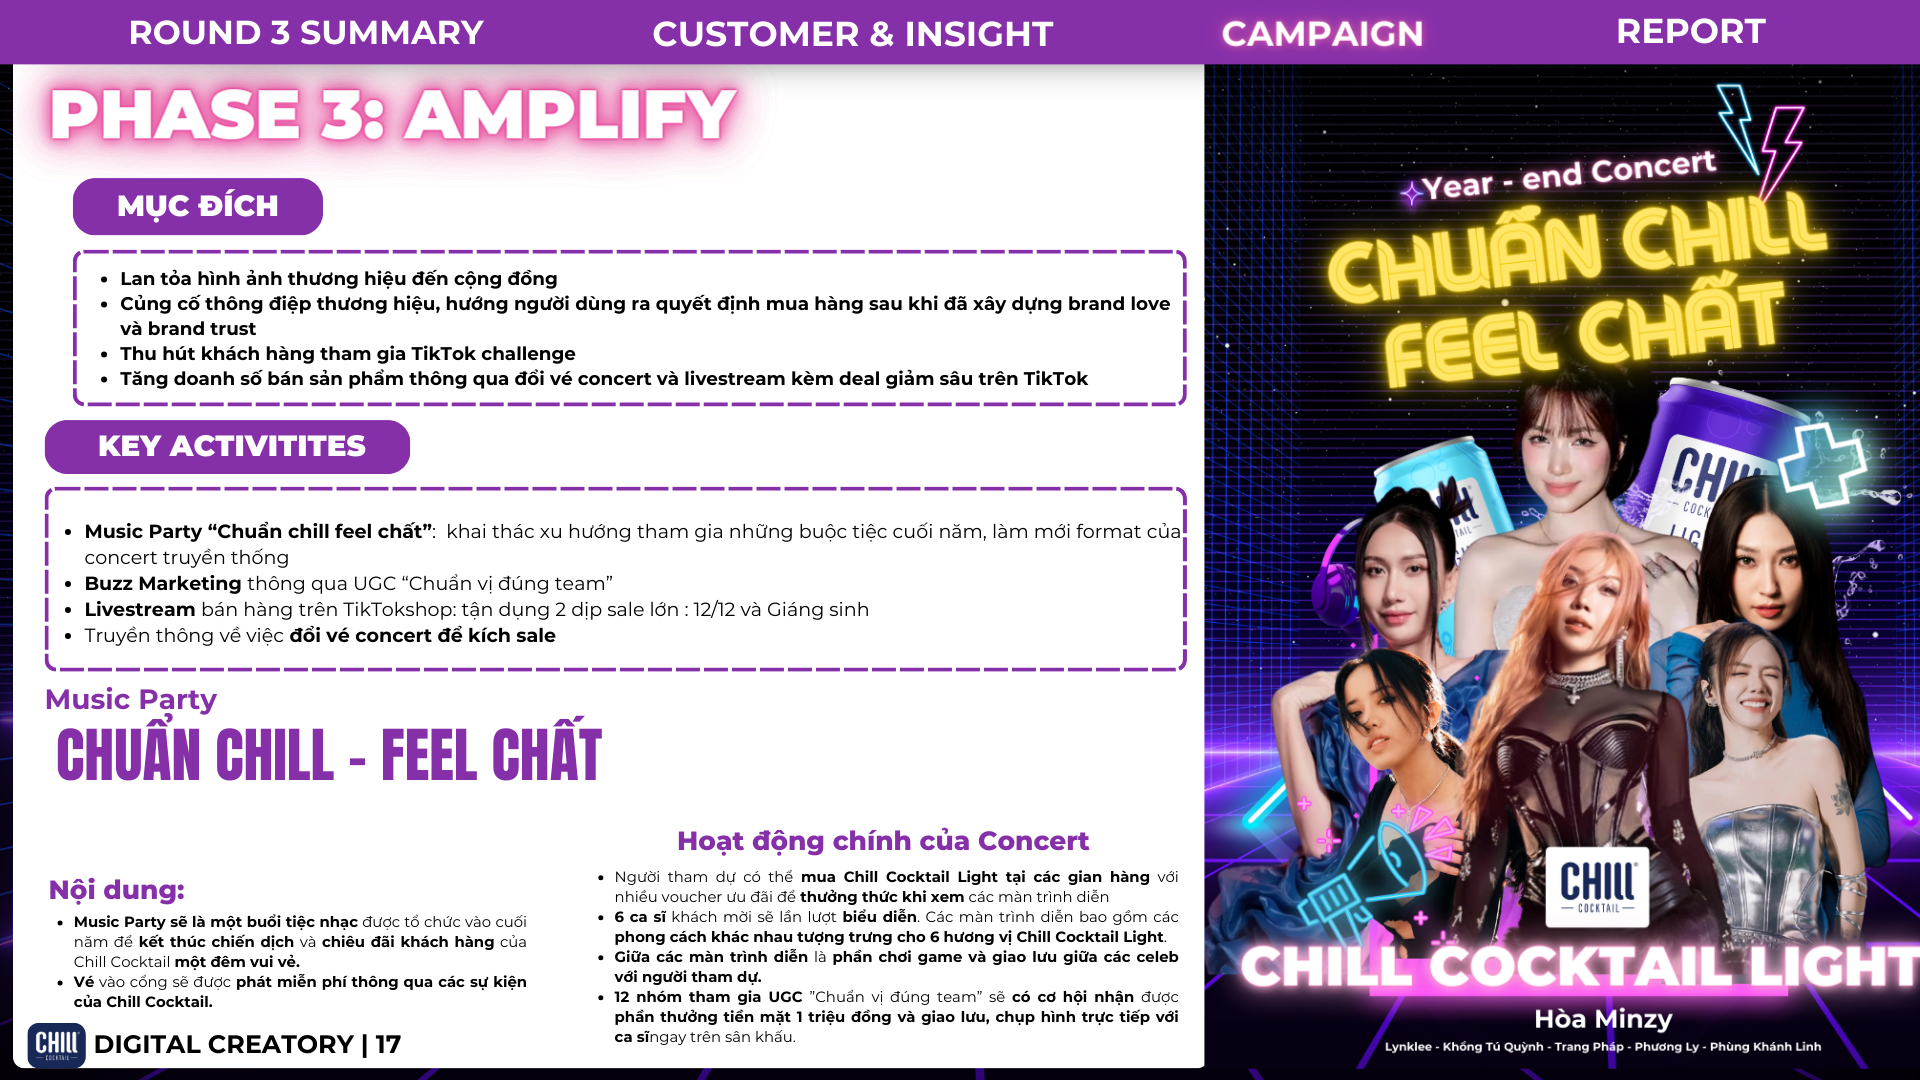 ROUND 3 SUMMARY
CUSTOMER & INSIGHT
CAMPAIGN
REPORT
PHASE 3: AMPLIFY
MỤC ĐÍCH
• Lan tỏa hình ảnh thương hiệu đến cộng đồng
• Củng cố thông điệp thương hiệu, hướng người dùng ra quyết định mua hàng sau khi đã xây dựng brand love
và brand trust
• Thu hút khách hàng tham gia TikTok challenge
• Tăng doanh số bán sản phẩm thông qua đổi vé concert và livestream kèm deal giảm sâu trên TikTok
KEY ACTIVITITES
• Music Party “Chuẩn chill feel chất”:  khai thác xu hướng tham gia những buộc tiệc cuối năm, làm mới format của
concert truyền thống
• Buzz Marketing thông qua UGC “Chuẩn vị đúng team”
• Livestream bán hàng trên TikTokshop: tận dụng 2 dịp sale lớn : 12/12 và Giáng sinh
• Truyền thông về việc đổi vé concert để kích sale
Music Party
CHUẨN CHILL - FEEL CHẤT
Nội dung:
• Music Party sẽ là một buổi tiệc nhạc được tổ chức vào cuối
năm để kết thúc chiến dịch và chiêu đãi khách hàng của
Chill Cocktail một đêm vui vẻ.
• Vé vào cổng sẽ được phát miễn phí thông qua các sự kiện
của Chill Cocktail.
Hoạt động chính của Concert
• Người tham dự có thể mua Chill Cocktail Light tại các gian hàng với
nhiều voucher ưu đãi để thưởng thức khi xem các màn trình diễn
• 6 ca sĩ khách mời sẽ lần lượt biểu diễn. Các màn trình diễn bao gồm các
phong cách khác nhau tượng trưng cho 6 hương vị Chill Cocktail Light.
• Giữa các màn trình diễn là phần chơi game và giao lưu giữa các celeb
với người tham dự.
• 12 nhóm tham gia UGC ”Chuẩn vị đúng team” sẽ có cơ hội nhận được
phần thưởng tiền mặt 1 triệu đồng và giao lưu, chụp hình trực tiếp với
ca sĩngay trên sân khấu.
CHILL
COCKTAIL
DIGITAL CREATORY | 17
Year - end Concert
CHUẨN CHILL
FEEL CHẤT
CHILL
COCKTAIL
CHILL COCKTAIL LIGHT
Hòa Minzy
Lynklee - Khổng Tú Quỳnh - Trang Pháp - Phương Ly - Phùng Khánh Linh